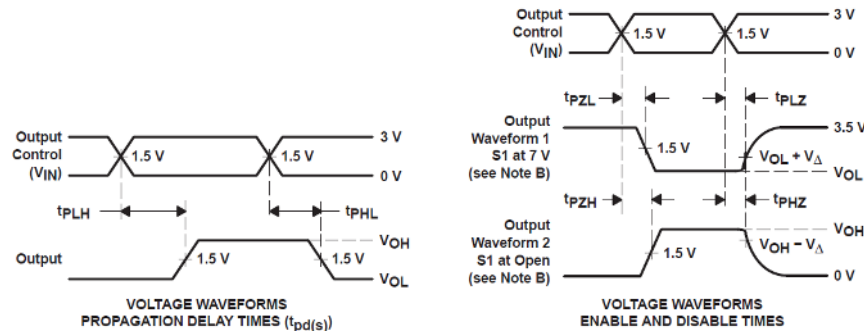 Output
Control
(VIN)
1.5 V
1.5 V
3 V
0 V
tPLH
tPHL
Output
1.5 V
1.5 V
VOH
VOL
VOLTAGE WAVEFORMS
PROPAGATION DELAY TIMES (tpd(s))
Output
Control
(VIN)
1.5 V
1.5 V
3 V
0 V
tPZL
tPLZ
Output
Waveform 1
S1 at 7 V
(see Note B)
1.5 V
3.5 V
VOL + VΔ
VOL
tPZH
tPHZ
Output
Waveform 2
S1 at Open
(see Note B)
1.5 V
VOH
VOH – VΔ
0 V
VOLTAGE WAVEFORMS
ENABLE AND DISABLE TIMES